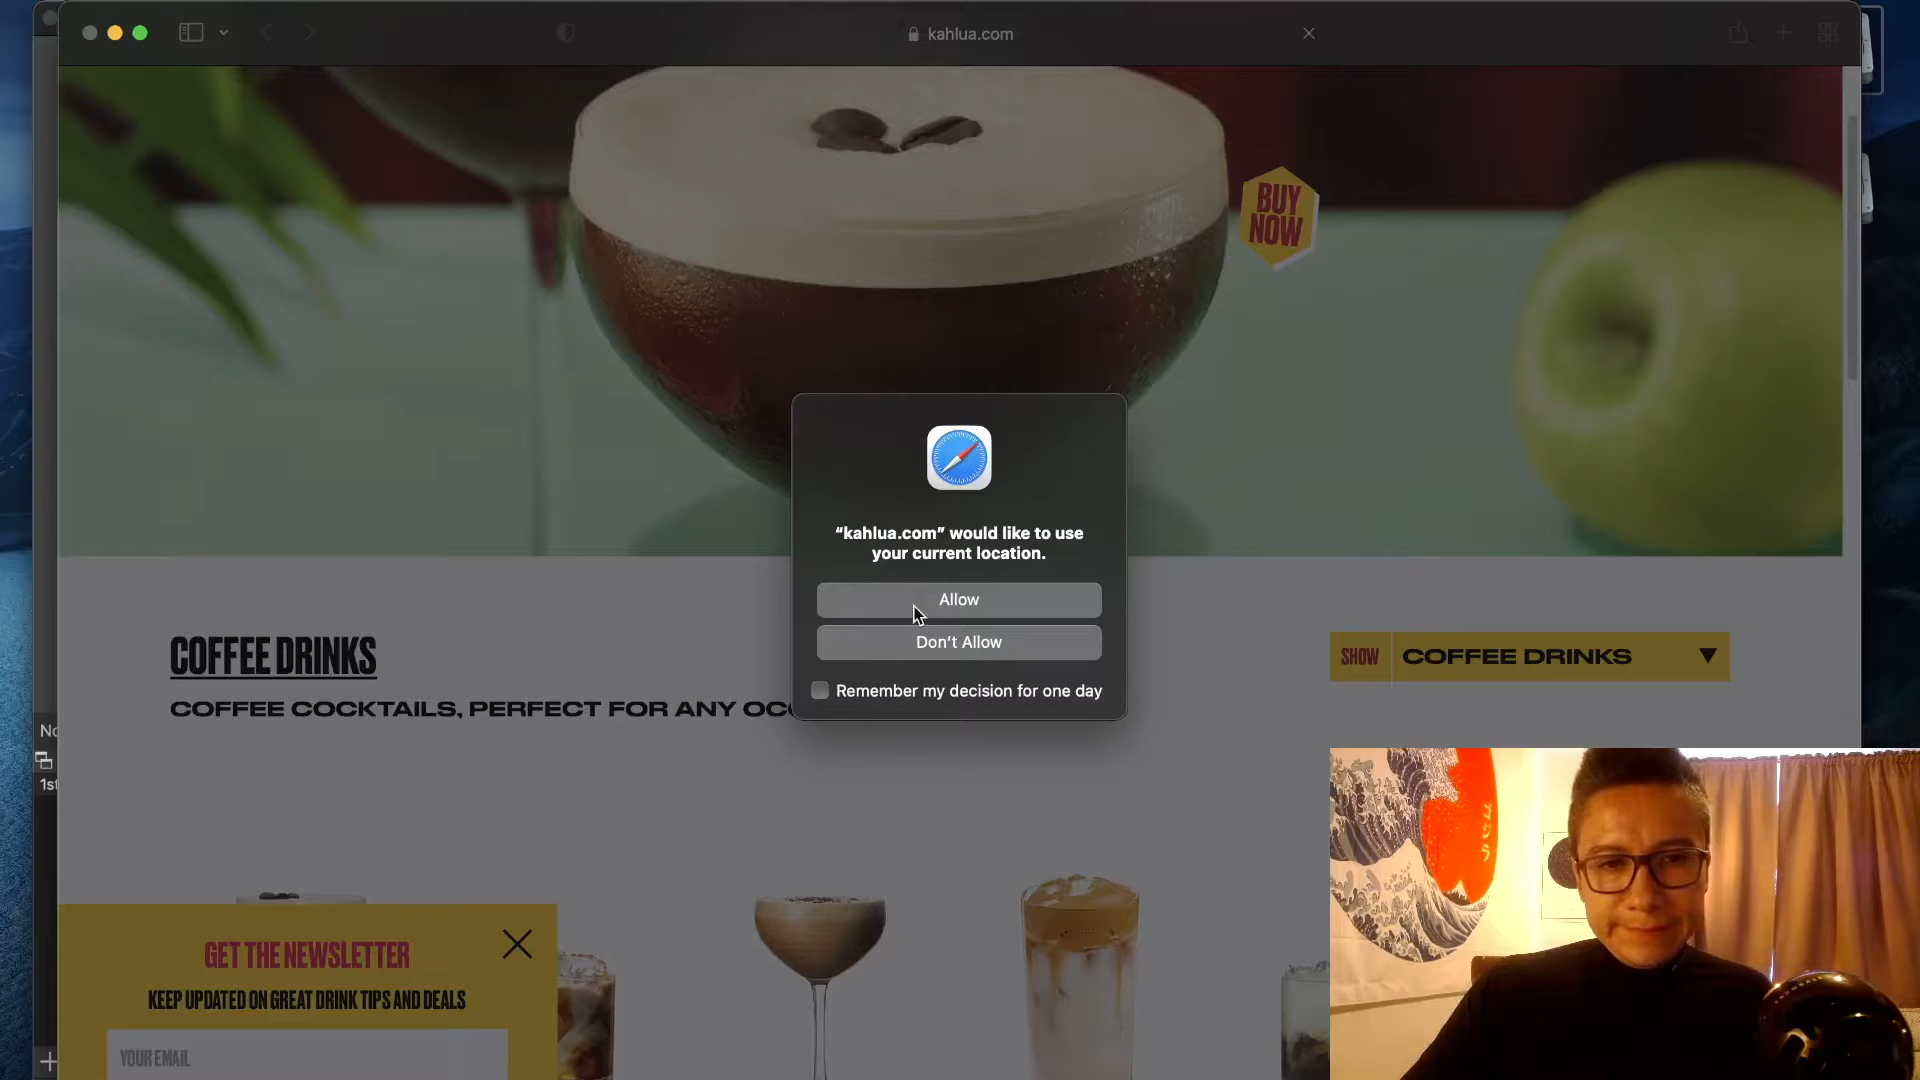 kahlua.com
BUY
NOW
“kahlua.com” would like to use
your current location.
Allow
Don’t Allow
Remember my decision for one day
COFFEE DRINKS
SHOW
COFFEE DRINKS
COFFEE COCKTAILS, PERFECT FOR ANY OC
No
1st
GET THE NEWSLETTER
KEEP UPDATED ON GREAT DRINK TIPS AND DEALS
YOUR EMAIL